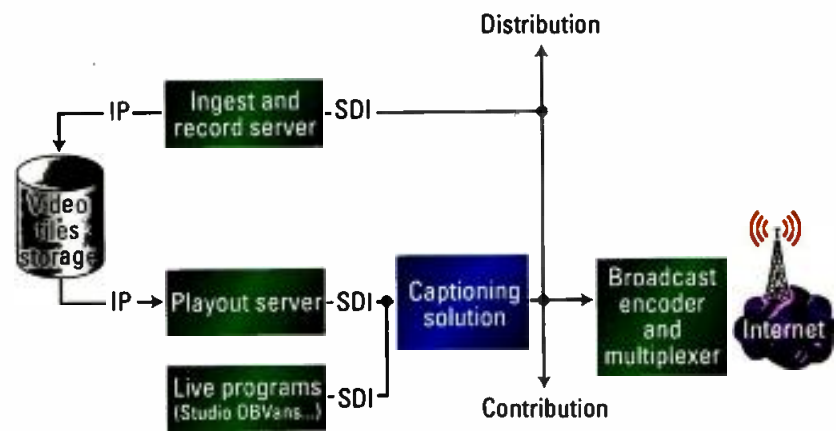 Distribution
IP
Ingest and
record server
SDI
Video
files
storage
IP
Playout server
SDI
Captioning
solution
Broadcast
encoder
and
multiplexer
Internet
Live programs
(Studio OBVans...)
SDI
Contribution